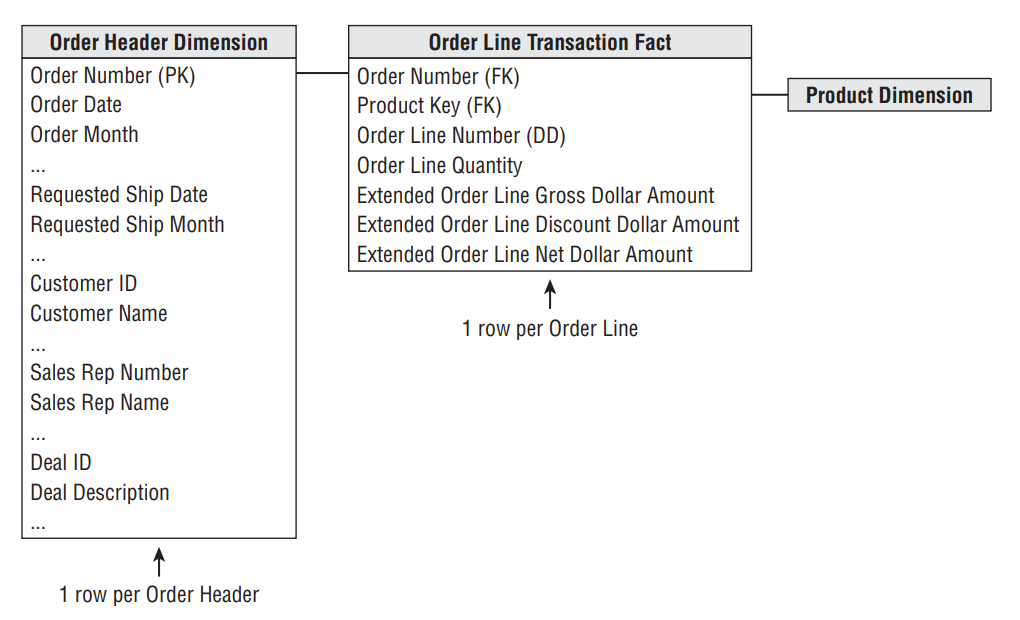 Order Header Dimension
Order Number (PK)
Order Date
Order Month
...
Requested Ship Date
Requested Ship Month
...
Customer ID
Customer Name
...
Sales Rep Number
Sales Rep Name
...
Deal ID
Deal Description
...
1 row per Order Header
Order Line Transaction Fact
Order Number (FK)
Product Key (FK)
Order Line Number (DD)
Order Line Quantity
Extended Order Line Gross Dollar Amount
Extended Order Line Discount Dollar Amount
Extended Order Line Net Dollar Amount
1 row per Order Line
Product Dimension